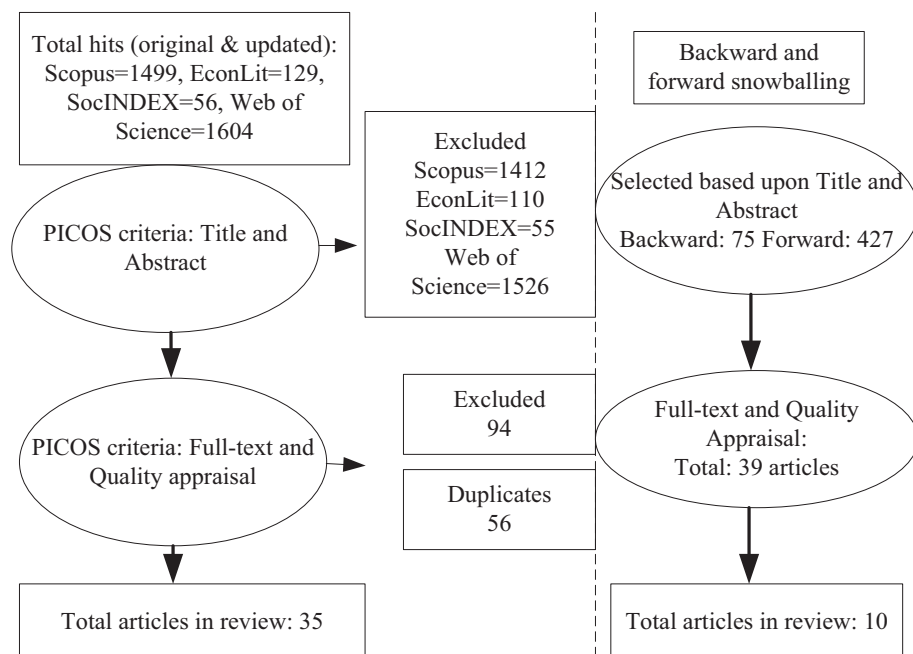 Total hits (original & updated):
Scopus=1499, EconLit=129,
SocINDEX=56, Web of
Science=1604
PICOS criteria: Title and
Abstract
Excluded
Scopus=1412
EconLit=110
SocINDEX=55
Web of
Science=1526
PICOS criteria: Full-text and
Quality appraisal
Excluded
94
Duplicates
56
Total articles in review: 35
Backward and
forward snowballing
Selected based upon Title and
Abstract
Backward: 75 Forward: 427
Full-text and Quality
Appraisal:
Total: 39 articles
Total articles in review: 10